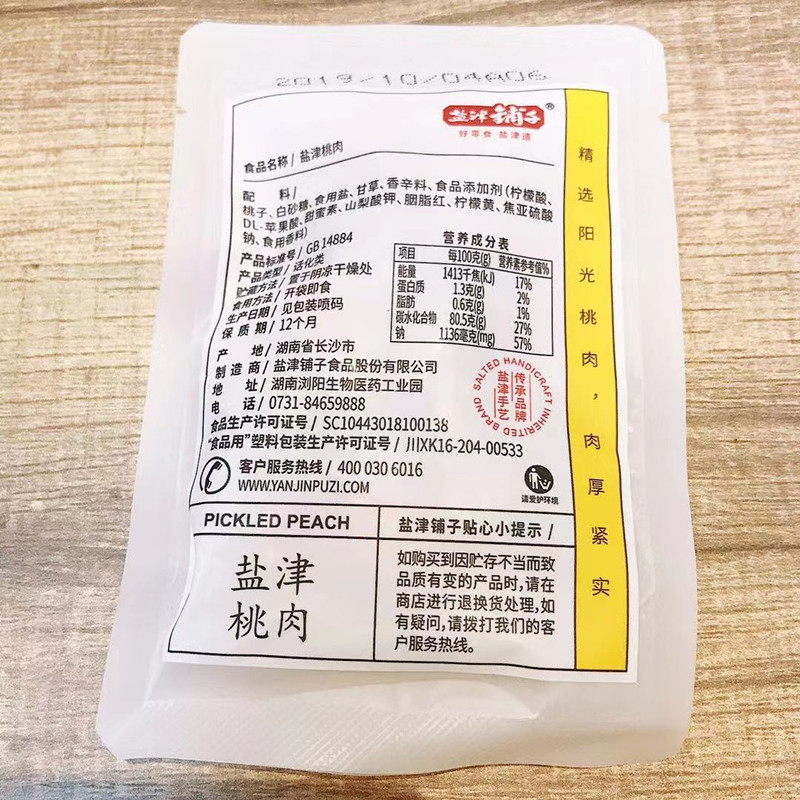 2019/10/04606
盐津铺子®
好零食 盐津造
食品名称/ 盐津桃肉
配 料/
桃子、白砂糖、食用盐、甘草、香辛料、食品添加剂(柠檬酸、
DL-苹果酸、甜蜜素、山梨酸钾、胭脂红、柠檬黄、焦亚硫酸
钠、食用香料)
产品标准号/ GB 14884
产品类型/ 话化类
贮藏方法/ 置于阴凉干燥处
食用方法/ 开袋即食
生产日期/ 见包装喷码
保 质 期/ 12个月
营养成分表
项目 每100克(g) 营养素参考值%
能量 1413千焦(kJ) 17%
蛋白质 1.3克(g) 2%
脂肪 0.6克(g) 1%
碳水化合物 80.5克(g) 27%
钠 1136毫克(mg) 57%
产 地/ 湖南省长沙市
制 造 商/ 盐津铺子食品股份有限公司
地 址/ 湖南浏阳生物医药工业园
电 话/ 0731-84659888
食品生产许可证号/ SC10443018100138
"食品用"塑料包装生产许可证号/ 川XK16-204-00533
SALTED HANDICRAFT INHERITED BRAND
传承品牌
盐津手艺
客户服务热线/ 400 030 6016
WWW.YANJINPUZI.COM
请爱护环境
PICKLED PEACH
盐津
桃肉
盐津铺子贴心小提示/
如购买到因贮存不当而致
品质有变的产品时,请在
商店进行退换货处理,如
有疑问,请拨打我们的客
户服务热线。
精选阳光桃肉,肉厚紧实